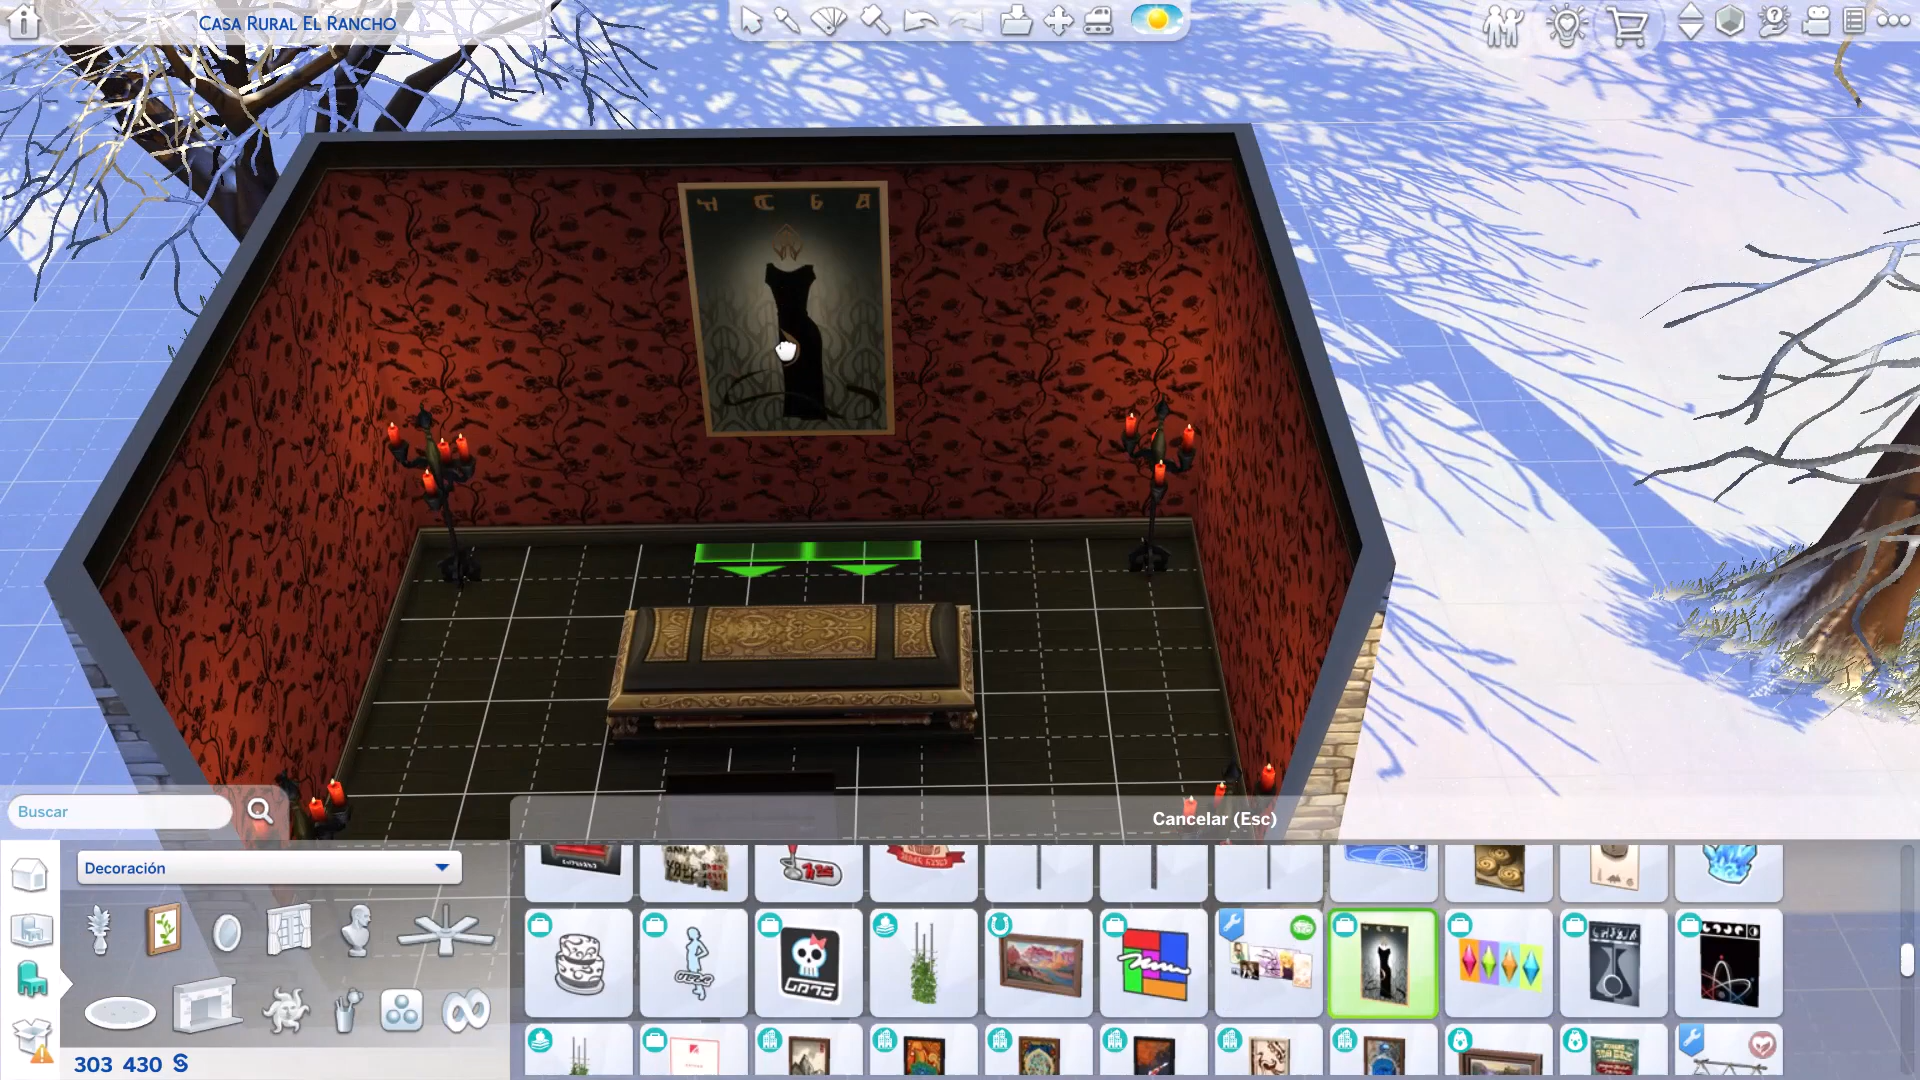 CASA RURAL EL RANCHO
Buscar
Cancelar (Esc)
Decoración
303 430 S